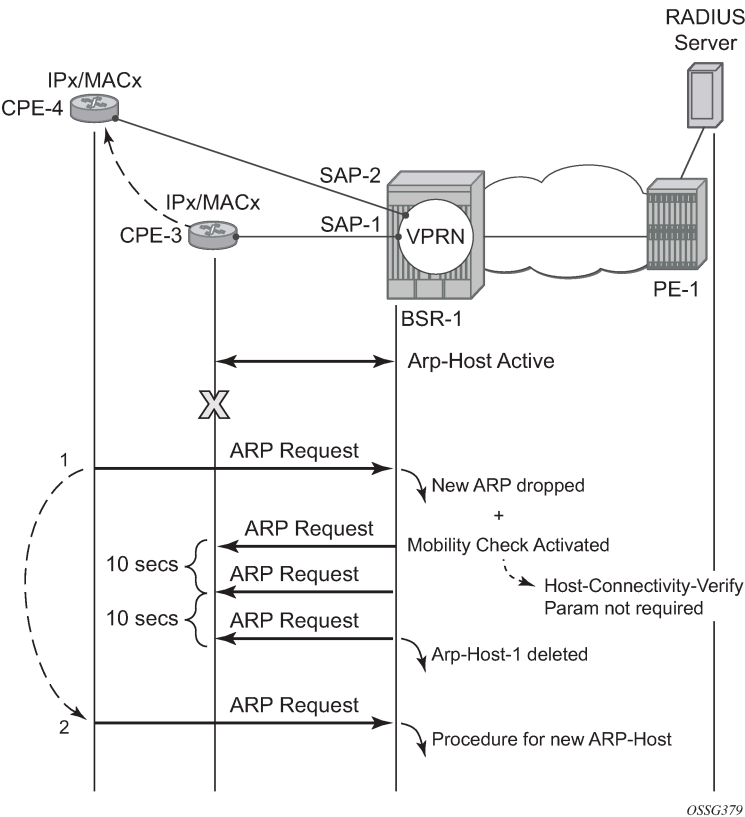 RADIUS
Server
IPx/MACx
CPE-4
SAP-2
IPx/MACx
SAP-1
CPE-3
VPRN
PE-1
BSR-1
Arp-Host Active
X
1
ARP Request
New ARP dropped
+
ARP Request
Mobility Check Activated
10 secs
ARP Request
Host-Connectivity-Verify
Param not required
10 secs
ARP Request
Arp-Host-1 deleted
ARP Request
2
Procedure for new ARP-Host
OSSG379